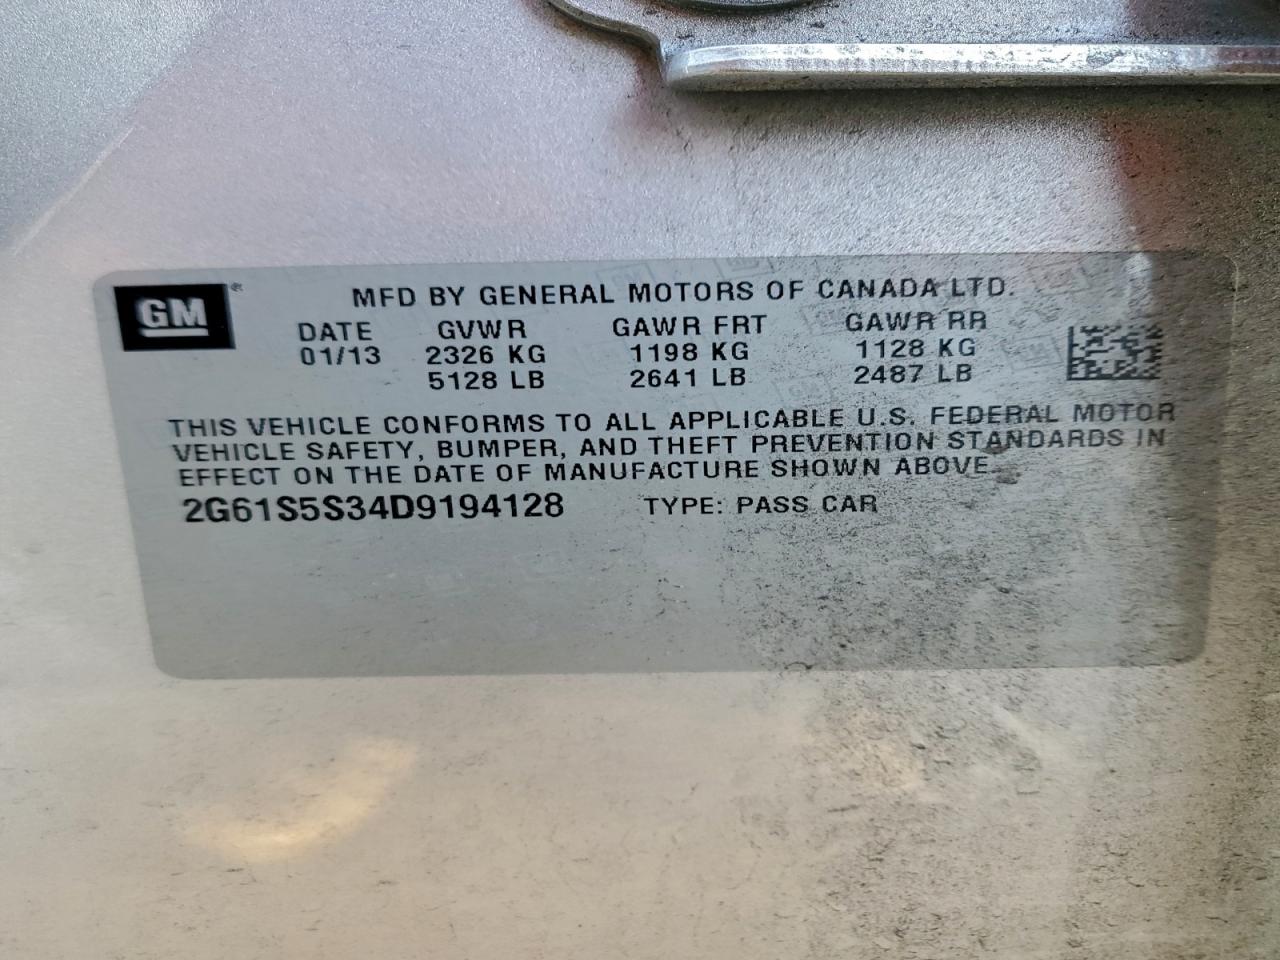 GM ®
MFD BY GENERAL MOTORS OF CANADA LTD.
DATE GVWR GAWR FRT GAWR RR
01/13 2326 KG 1198 KG 1128 KG
5128 LB 2641 LB 2487 LB
THIS VEHICLE CONFORMS TO ALL APPLICABLE U.S. FEDERAL MOTOR
VEHICLE SAFETY, BUMPER, AND THEFT PREVENTION STANDARDS IN
EFFECT ON THE DATE OF MANUFACTURE SHOWN ABOVE.
2G61S5S34D9194128 TYPE: PASS CAR